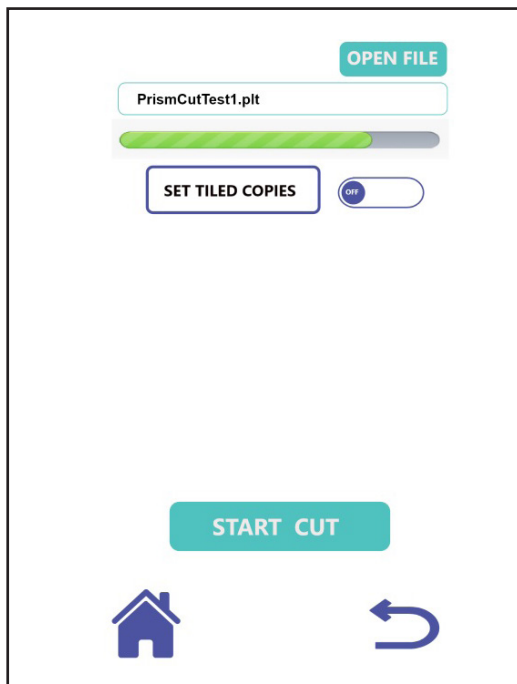 OPEN FILE
PrismCutTest1.plt
SET TILED COPIES OFF
START CUT